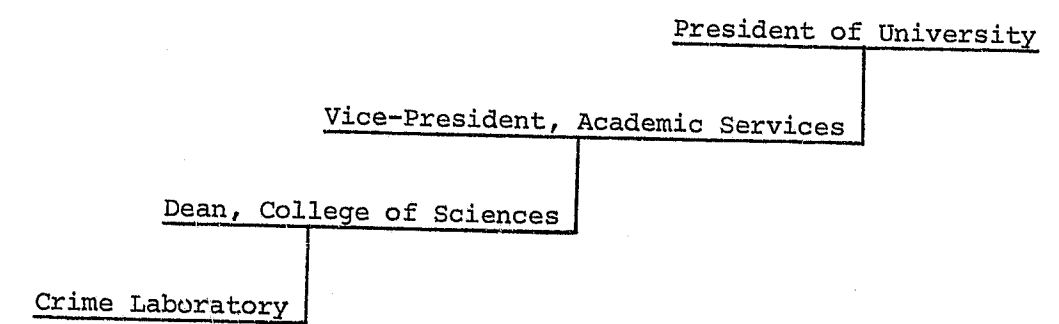 President of University
Vice-President, Academic Services
Dean, College of Sciences
Crime Laboratory